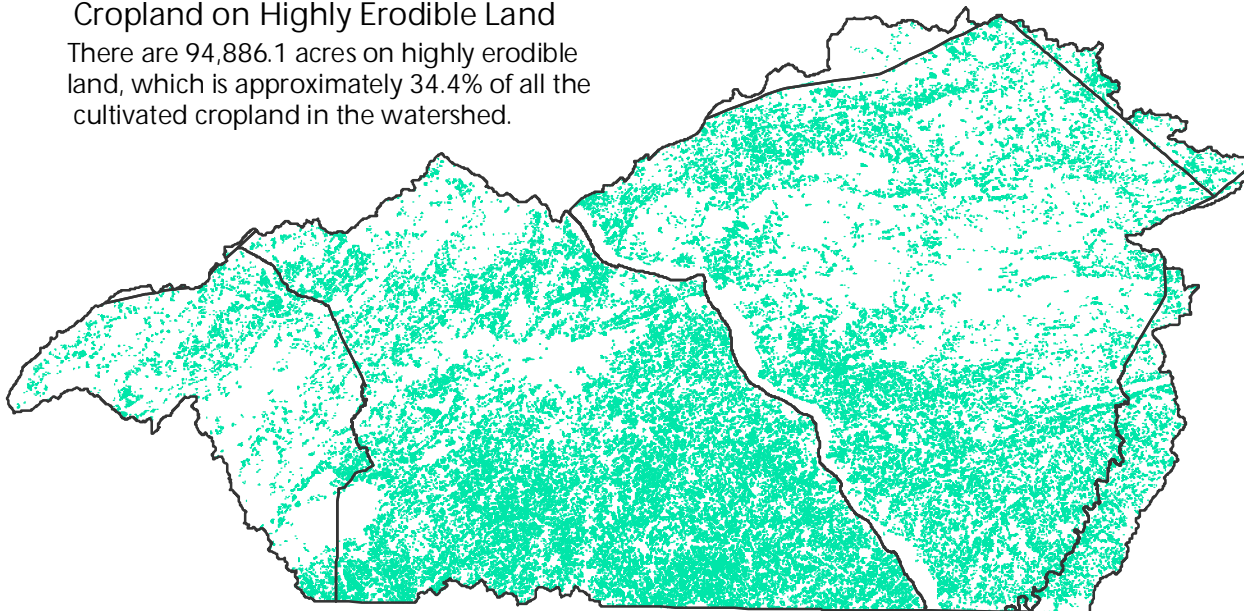 Cropland on Highly Erodible Land
There are 94,886.1 acres on highly erodible
land, which is approximately 34.4% of all the
cultivated cropland in the watershed.